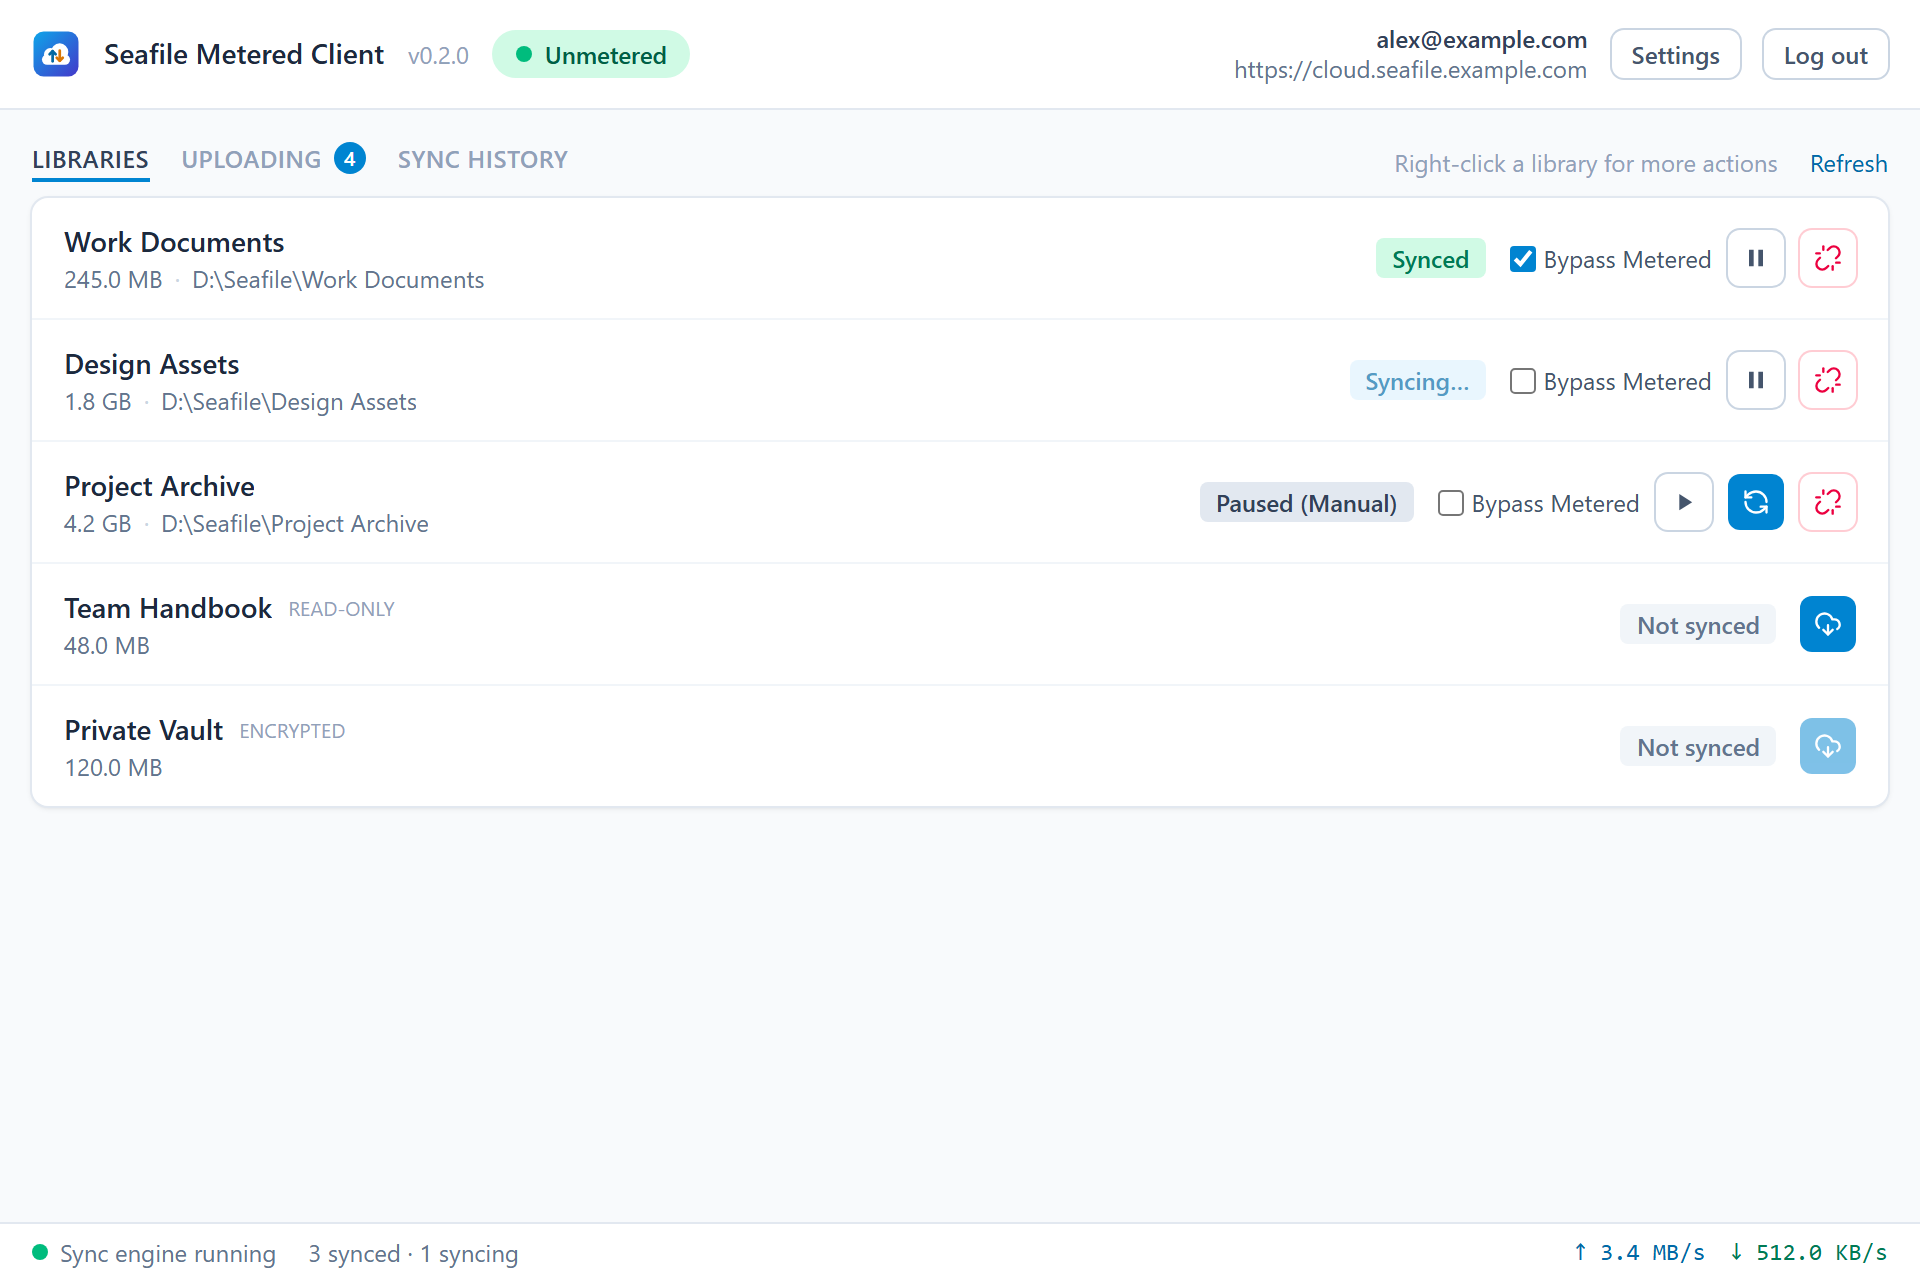 Seafile Metered Client v0.2.0 Unmetered
alex@example.com
https://cloud.seafile.example.com
Settings
Log out
LIBRARIES
UPLOADING 4
SYNC HISTORY
Right-click a library for more actions
Refresh
Work Documents
245.0 MB · D:\Seafile\Work Documents
Synced
Bypass Metered
Design Assets
1.8 GB · D:\Seafile\Design Assets
Syncing...
Bypass Metered
Project Archive
4.2 GB · D:\Seafile\Project Archive
Paused (Manual)
Bypass Metered
Team Handbook READ-ONLY
48.0 MB
Not synced
Private Vault ENCRYPTED
120.0 MB
Not synced
Sync engine running
3 synced · 1 syncing
↑ 3.4 MB/s ↓ 512.0 KB/s